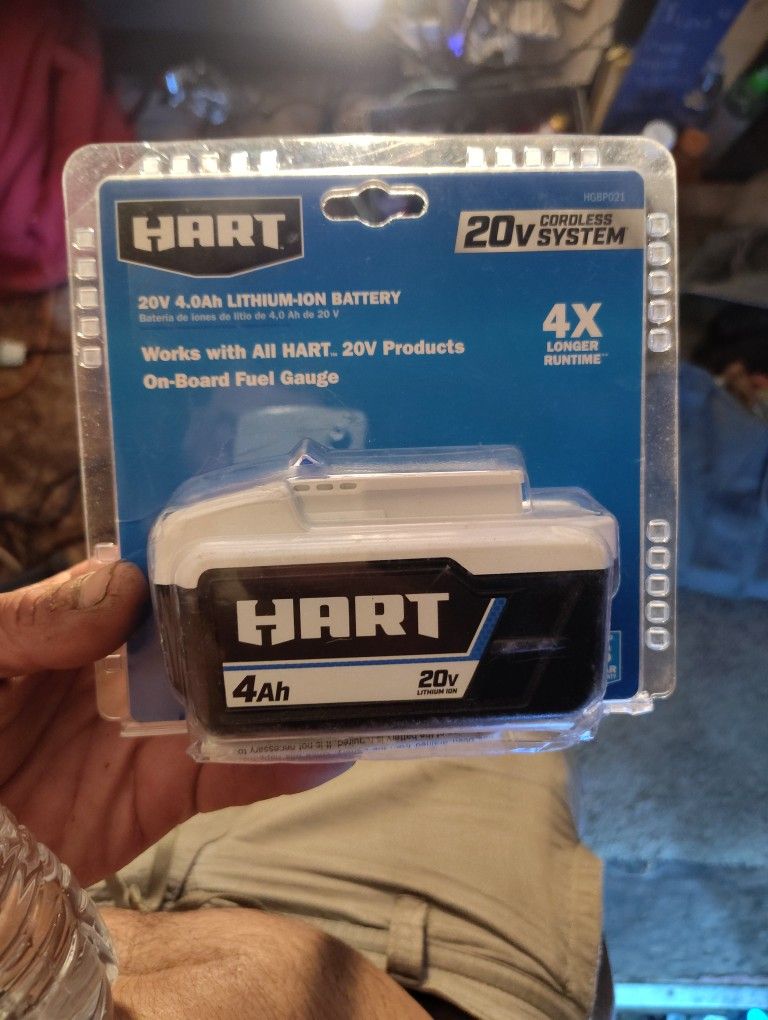 HGBP021
HART
20V CORDLESS SYSTEM™
20V 4.0Ah LITHIUM-ION BATTERY
Batería de iones de litio de 4,0 Ah de 20 V
4X
LONGER
RUNTIME**
Works with All HART™ 20V Products
On-Board Fuel Gauge
HART
4Ah
20V
LITHIUM ION